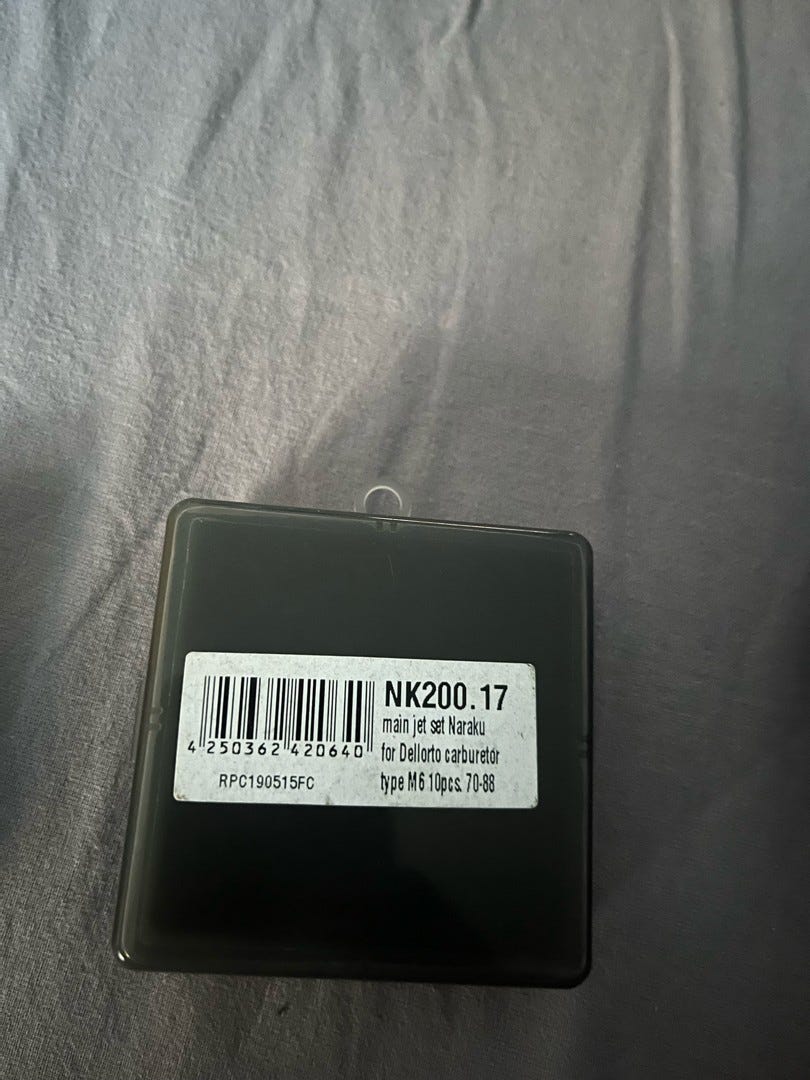 NK200.17
main jet set Naraku
for Dellorto carburetor
type M6 10pcs. 70-88
4 250362 420640
RPC190515FC